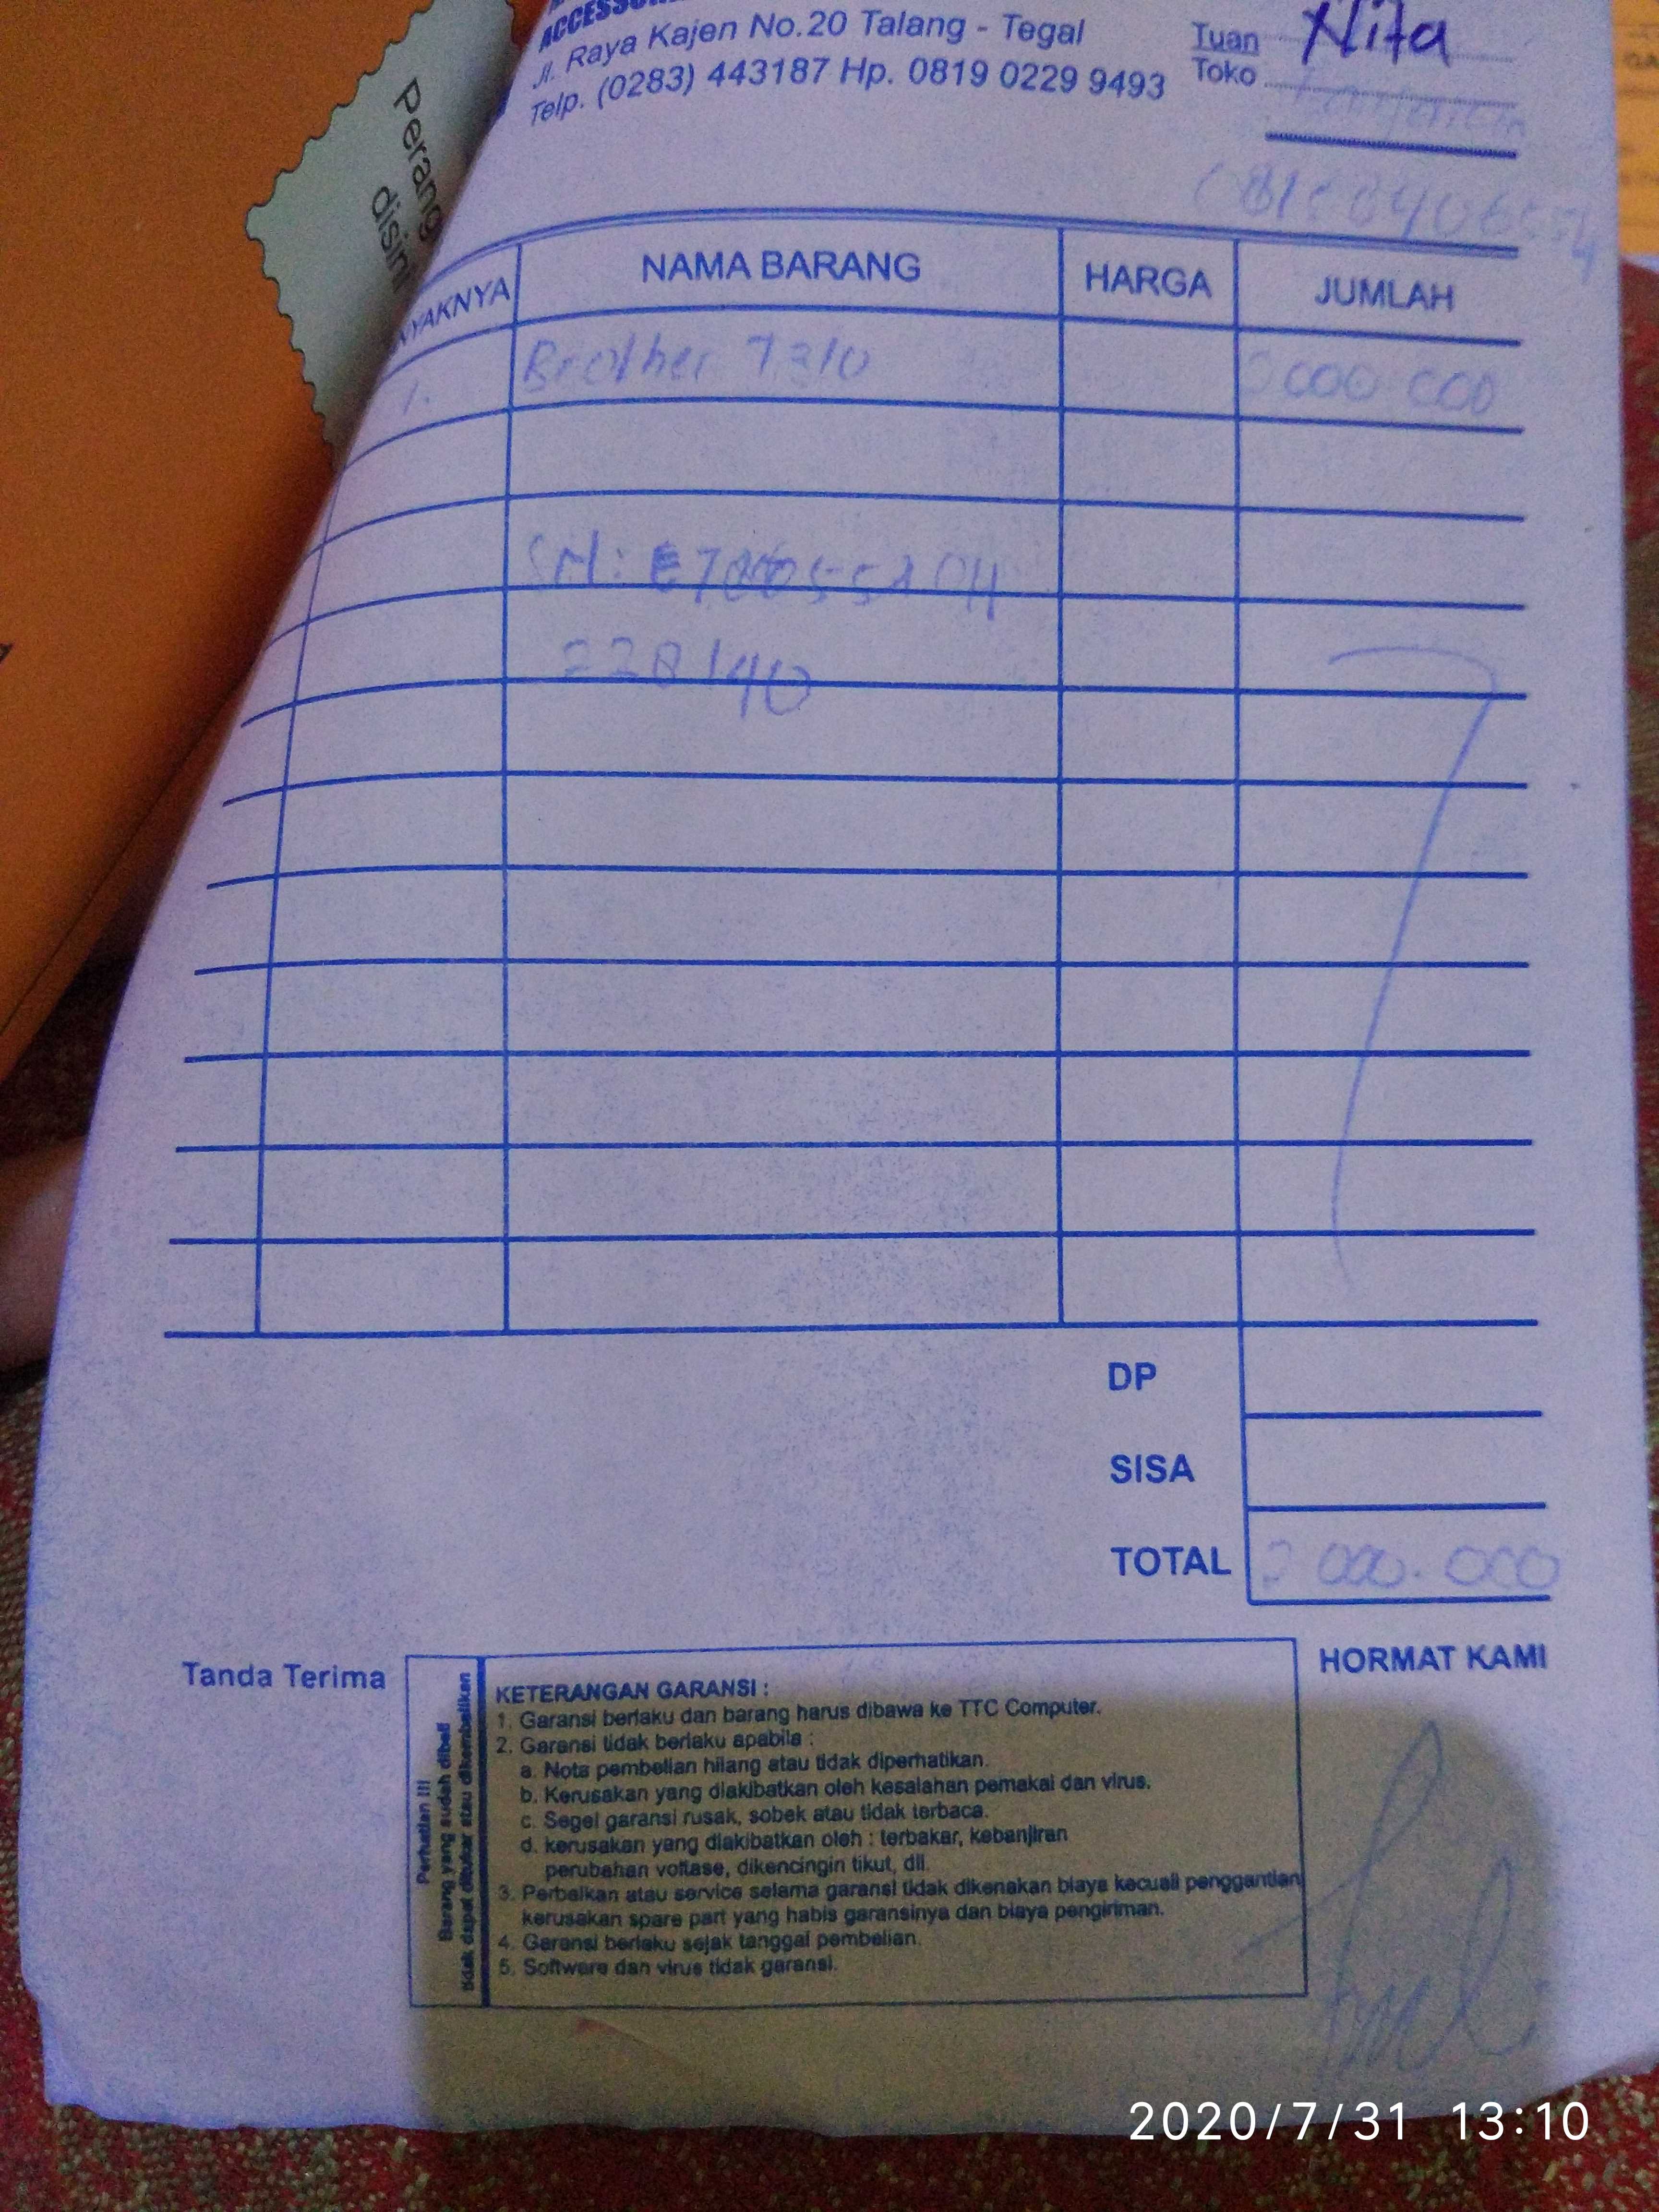 Jl. Raya Kajen No.20 Talang - Tegal
Telp. (0283) 443187 Hp. 0819 0229 9493
Tuan Nita
Toko
Perang
disini
NYAKNYA NAMA BARANG HARGA JUMLAH
1. Brother 7310 000 000
SN:
228140
DP
SISA
TOTAL 000.000
Tanda Terima
HORMAT KAMI
Perhatian !!!
Barang yang sudah dibeli
tidak dapat ditukar atau dikembalikan
KETERANGAN GARANSI :
1. Garansi berlaku dan barang harus dibawa ke TTC Computer.
2. Garansi tidak berlaku apabila :
a. Nota pembelian hilang atau tidak diperhatikan.
b. Kerusakan yang diakibatkan oleh kesalahan pemakai dan virus.
c. Segel garansi rusak, sobek atau tidak terbaca.
d. kerusakan yang diakibatkan oleh : terbakar, kebanjiran
perubahan voltase, dikencingin tikut, dll.
3. Perbaikan atau service selama garansi tidak dikenakan biaya kecuali penggantian
kerusakan spare part yang habis garansinya dan biaya pengiriman.
4. Garansi berlaku sejak tanggal pembelian.
5. Software dan virus tidak garansi.
2020/7/31 13:10